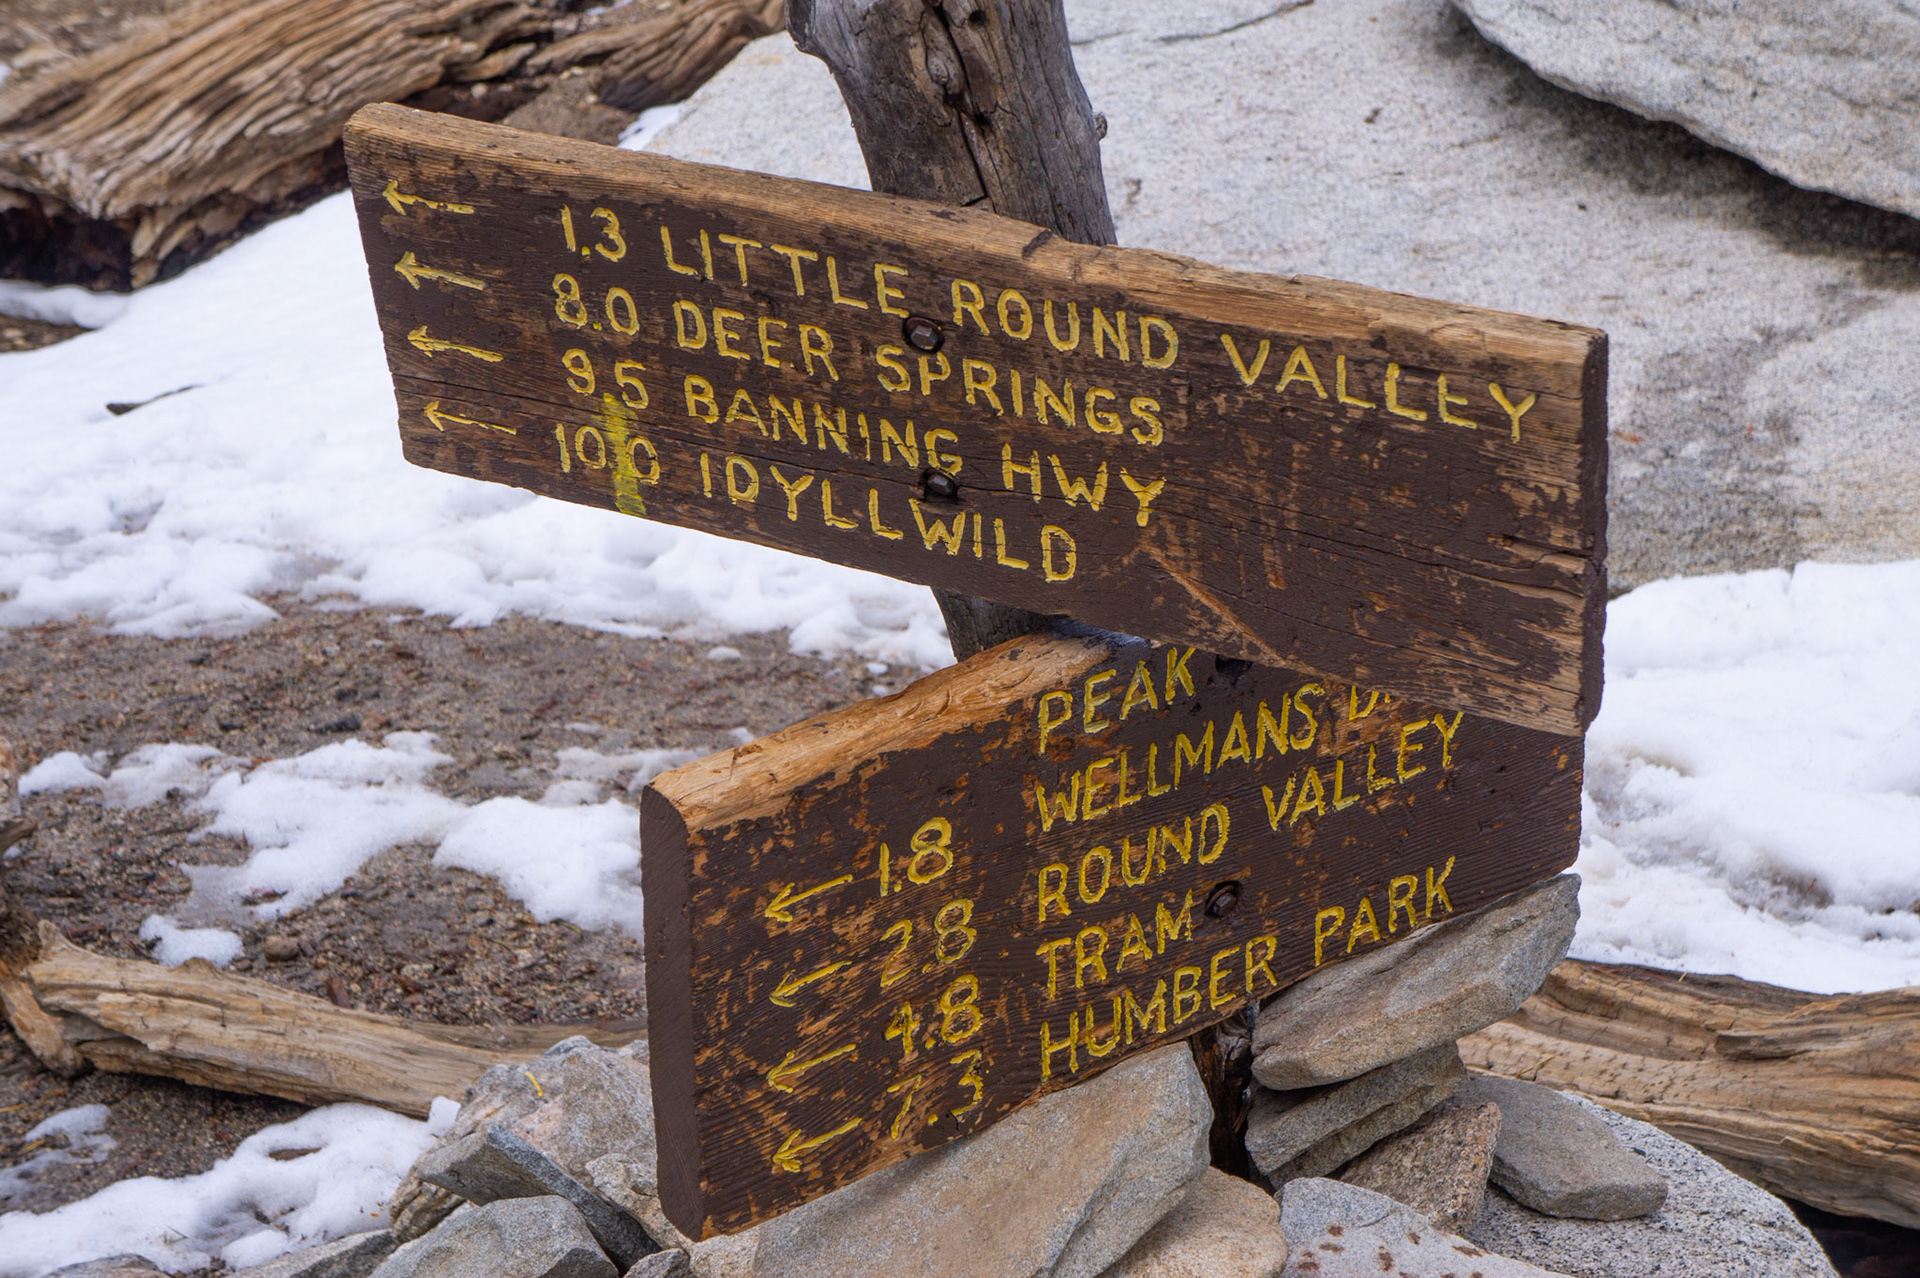 ← 1.3 LITTLE ROUND VALLEY
← 8.0 DEER SPRINGS
← 9.5 BANNING HWY
← 10.0 IDYLLWILD
PEAK
← 1.8 WELLMANS
← 2.8 ROUND VALLEY
← 4.8 TRAM
← 7.3 HUMBER PARK